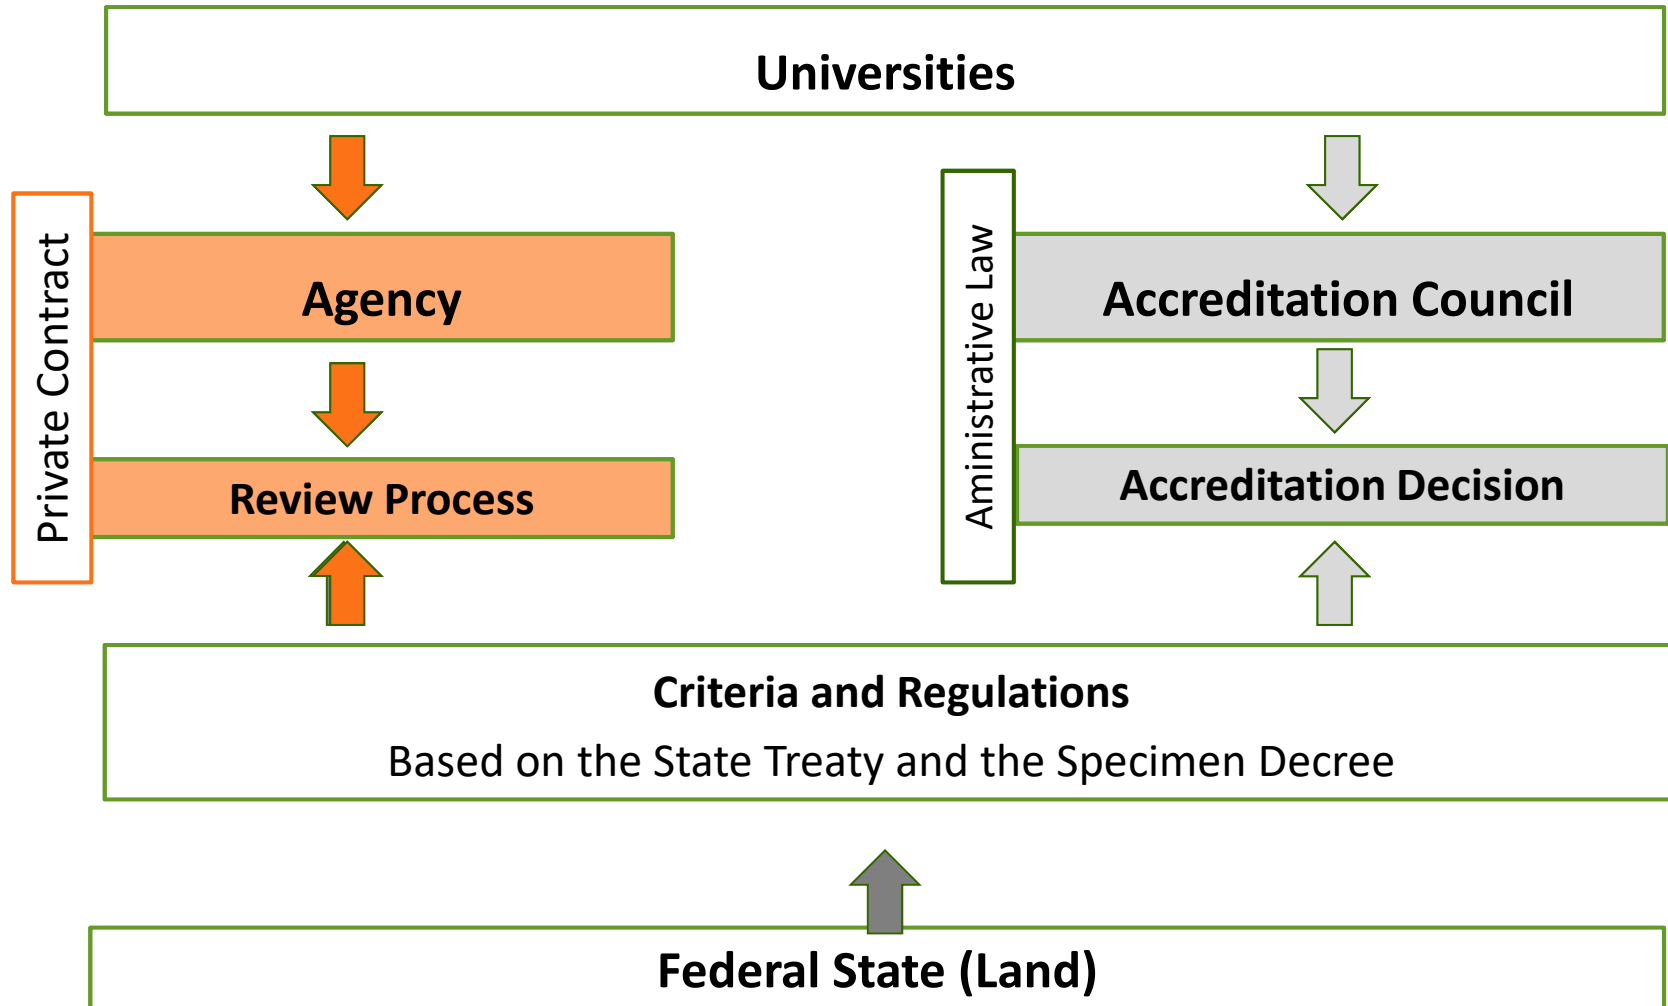 Universities
Private Contract
Agency
Review Process
Aministrative Law
Accreditation Council
Accreditation Decision
Criteria and Regulations
Based on the State Treaty and the Specimen Decree
Federal State (Land)